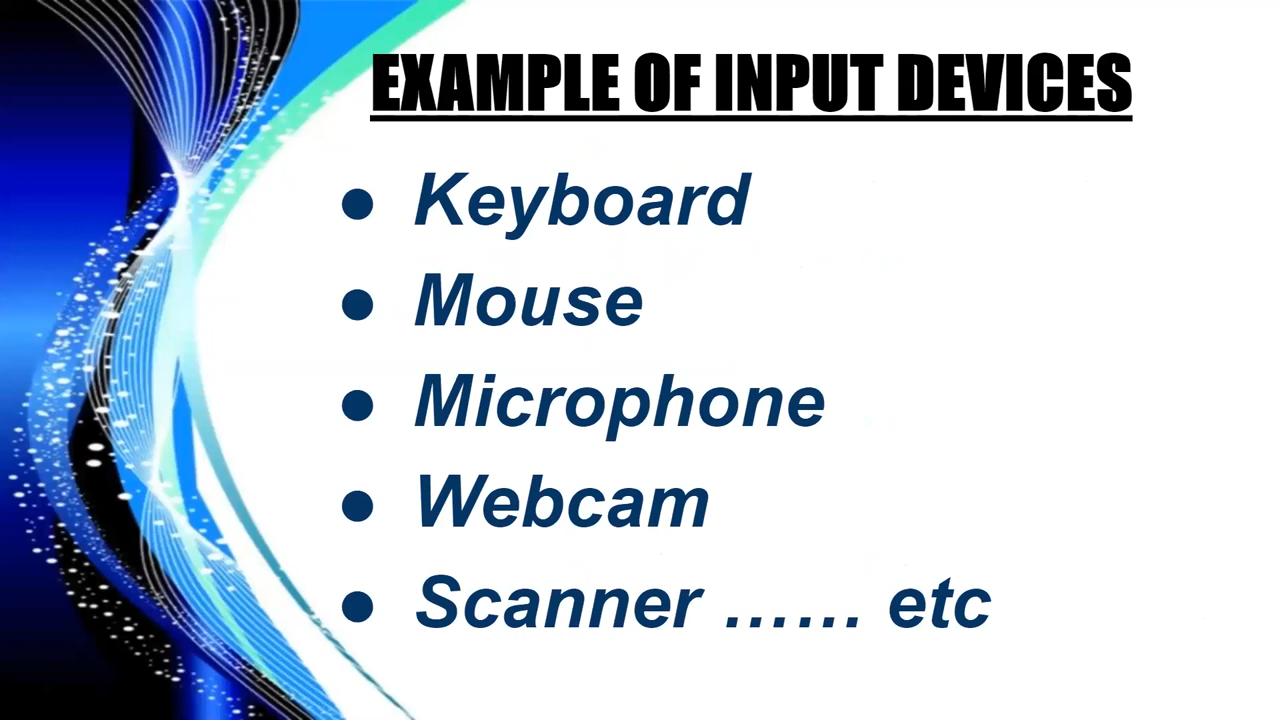 EXAMPLE OF INPUT DEVICES
● Keyboard
● Mouse
● Microphone
● Webcam
● Scanner …… etc